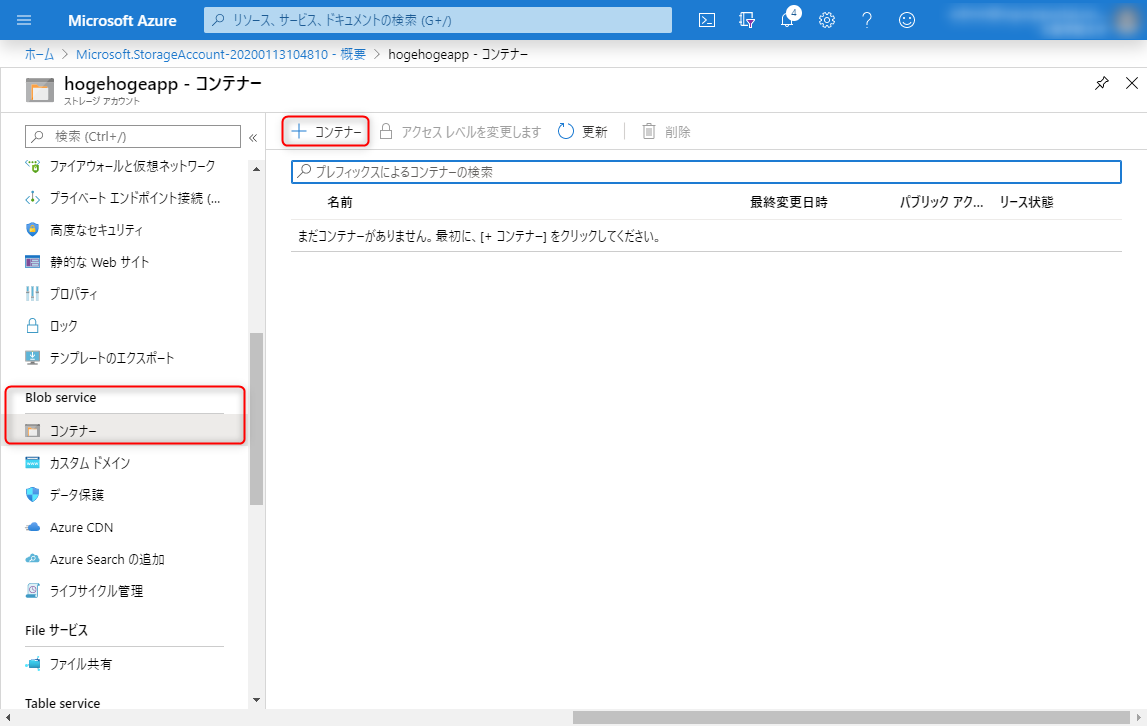 Microsoft Azure
リソース、サービス、ドキュメントの検索 (G+/)
4
ホーム > Microsoft.StorageAccount-20200113104810 - 概要 > hogehogeapp - コンテナー
hogehogeapp - コンテナー
ストレージ アカウント
検索 (Ctrl+/)
«
ファイアウォールと仮想ネットワーク
プライベート エンドポイント接続 (...
高度なセキュリティ
静的な Web サイト
プロパティ
ロック
テンプレートのエクスポート
Blob service
コンテナー
カスタム ドメイン
データ保護
Azure CDN
Azure Search の追加
ライフサイクル管理
File サービス
ファイル共有
Table service
+ コンテナー アクセス レベルを変更します 更新 削除
プレフィックスによるコンテナーの検索
名前 最終変更日時 パブリック アク... リース状態
まだコンテナーがありません。最初に、[+ コンテナー] をクリックしてください。